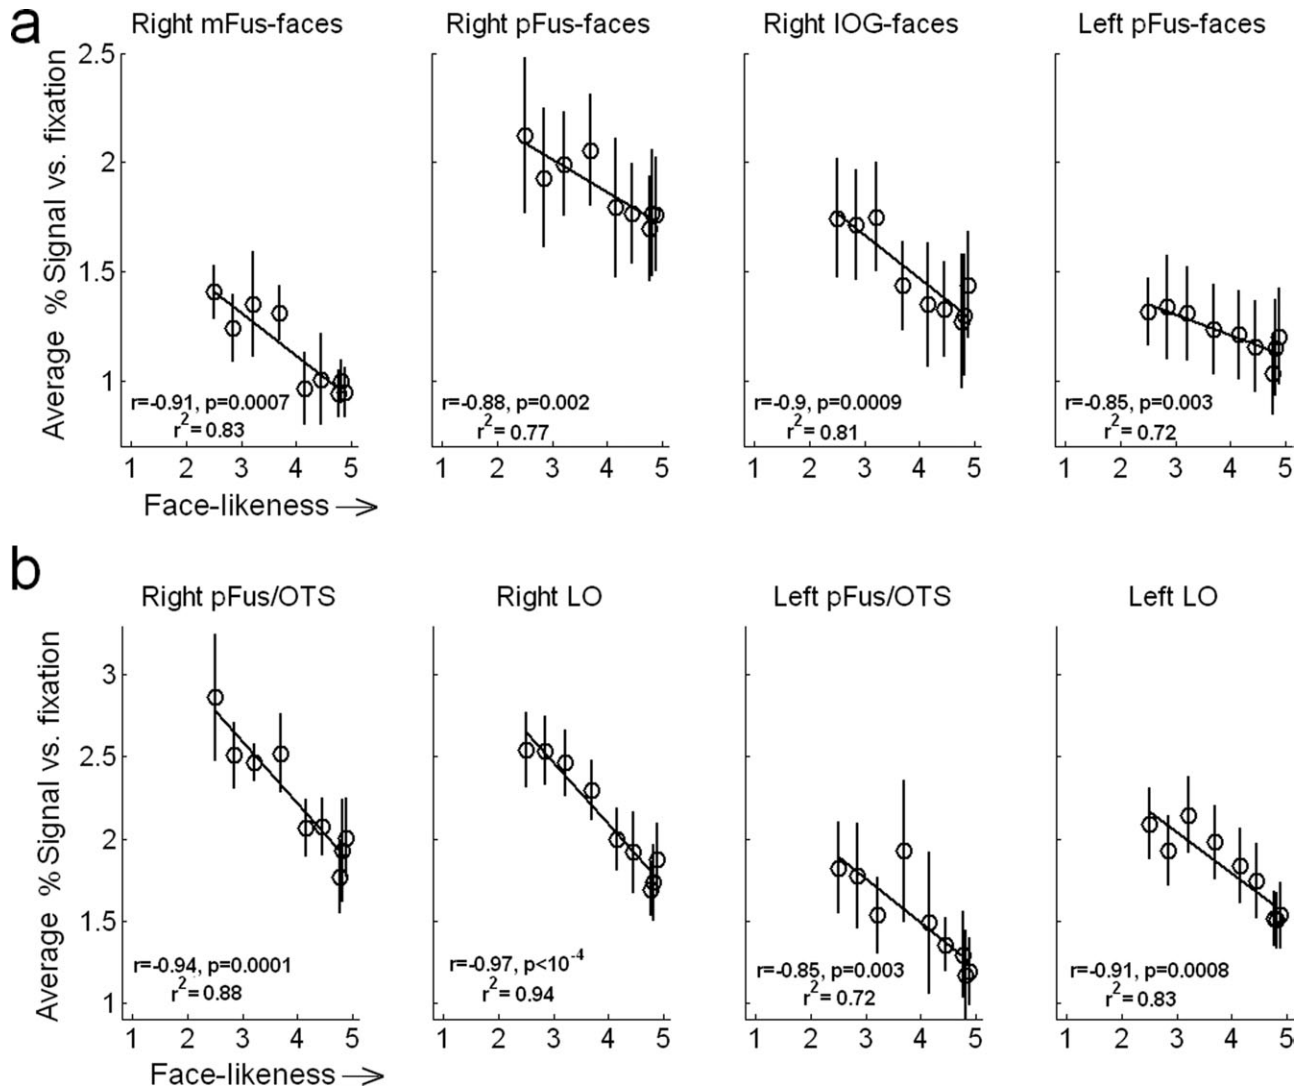 a
Right mFus-faces
Right pFus-faces
Right IOG-faces
Left pFus-faces
Average % Signal vs. fixation
2.5
2
1.5
1
r=-0.91, p=0.0007
r²=0.83
r=-0.88, p=0.002
r²=0.77
r=-0.9, p=0.0009
r²=0.81
r=-0.85, p=0.003
r²=0.72
1 2 3 4 5
1 2 3 4 5
1 2 3 4 5
1 2 3 4 5
Face-likeness →
b
Right pFus/OTS
Right LO
Left pFus/OTS
Left LO
Average % Signal vs. fixation
3
2.5
2
1.5
1
r=-0.94, p=0.0001
r²=0.88
r=-0.97, p<10⁻⁴
r²=0.94
r=-0.85, p=0.003
r²=0.72
r=-0.91, p=0.0008
r²=0.83
1 2 3 4 5
1 2 3 4 5
1 2 3 4 5
1 2 3 4 5
Face-likeness →